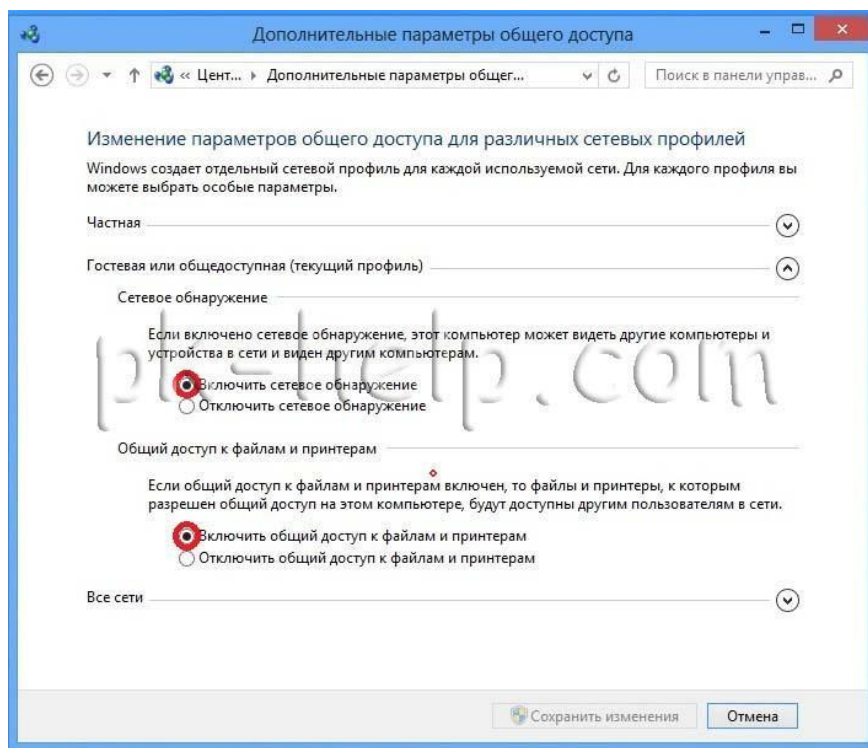 Дополнительные параметры общего доступа
« Цент... Дополнительные параметры общег...
Поиск в панели управ...
Изменение параметров общего доступа для различных сетевых профилей
Windows создает отдельный сетевой профиль для каждой используемой сети. Для каждого профиля вы
можете выбрать особые параметры.
Частная
Гостевая или общедоступная (текущий профиль)
Сетевое обнаружение
Если включено сетевое обнаружение, этот компьютер может видеть другие компьютеры и
устройства в сети и виден другим компьютерам.
pk-help.com
Включить сетевое обнаружение
Отключить сетевое обнаружение
Общий доступ к файлам и принтерам
Если общий доступ к файлам и принтерам включен, то файлы и принтеры, к которым
разрешен общий доступ на этом компьютере, будут доступны другим пользователям в сети.
Включить общий доступ к файлам и принтерам
Отключить общий доступ к файлам и принтерам
Все сети
Сохранить изменения
Отмена